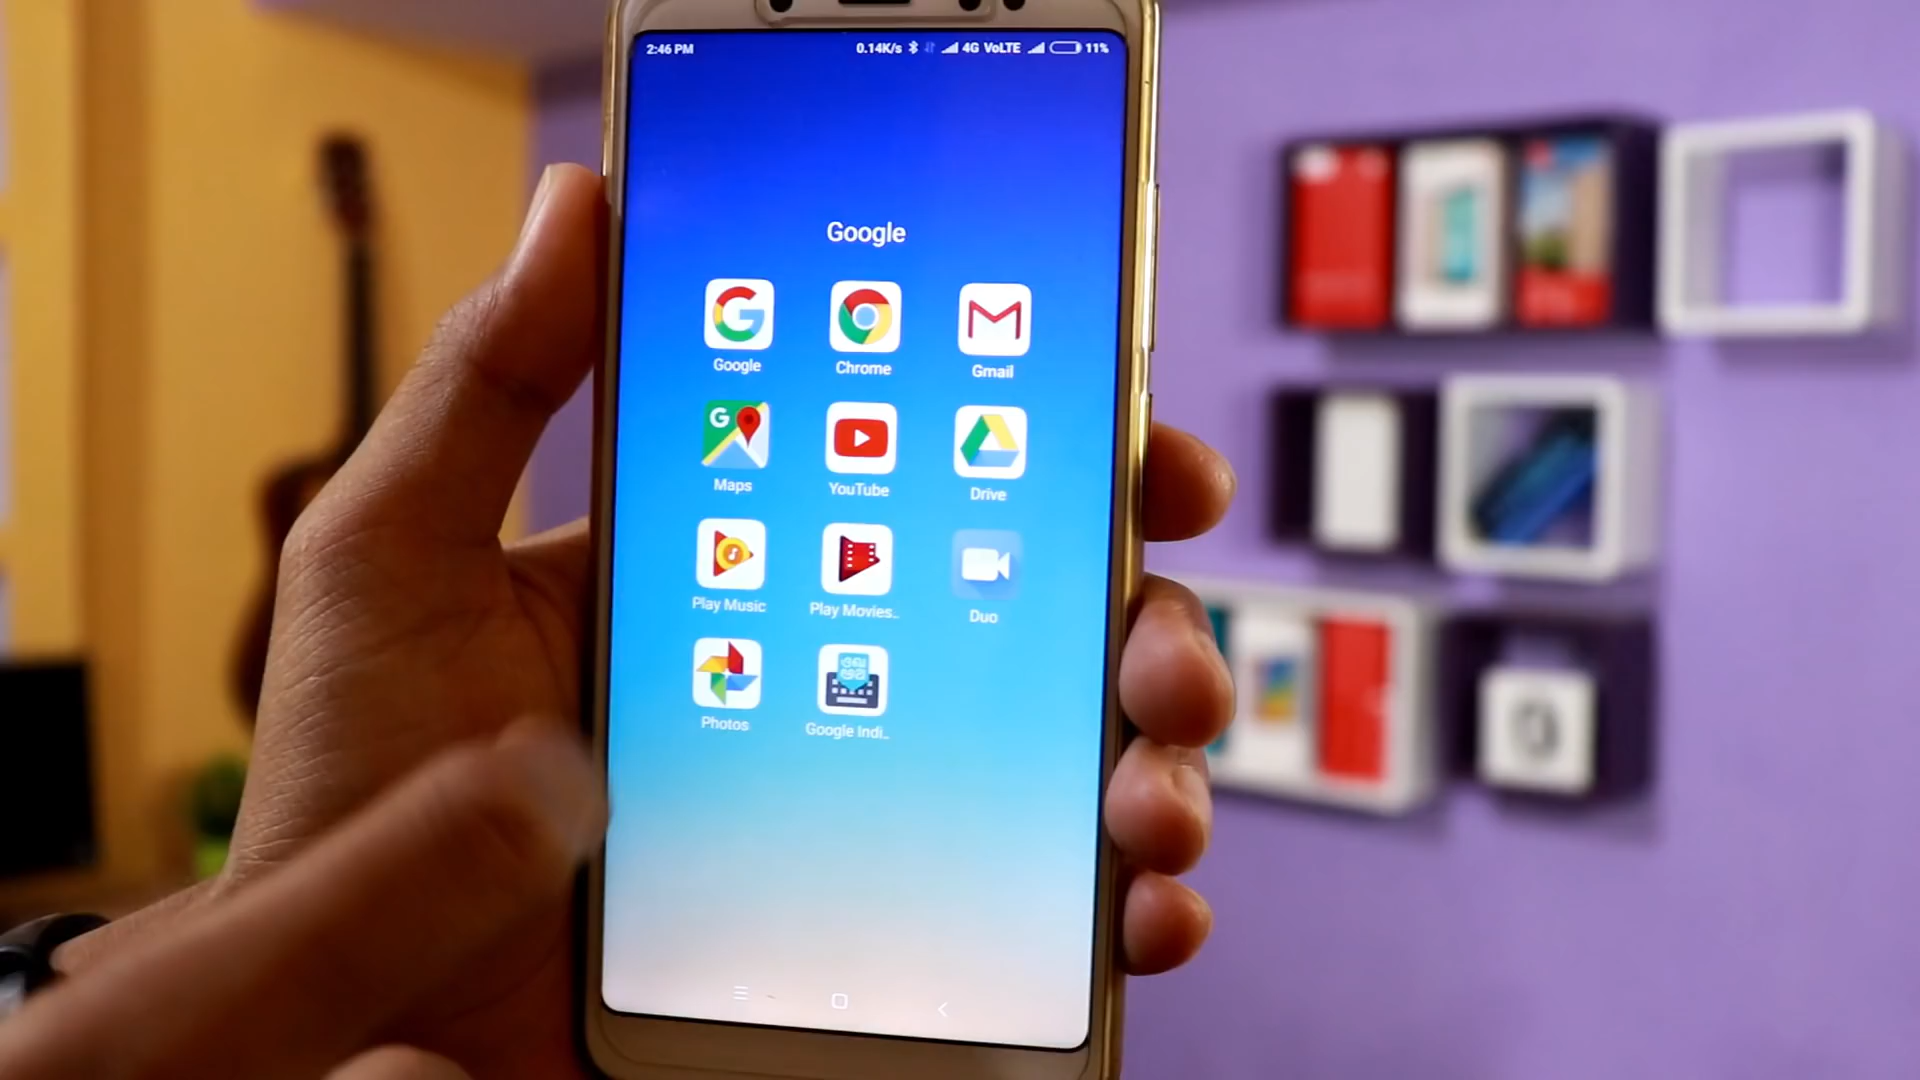 2:46 PM 0.14K/s 4G VoLTE 11%
Google
Google Chrome Gmail
Maps YouTube Drive
Play Music Play Movies.. Duo
Photos Google Indi..